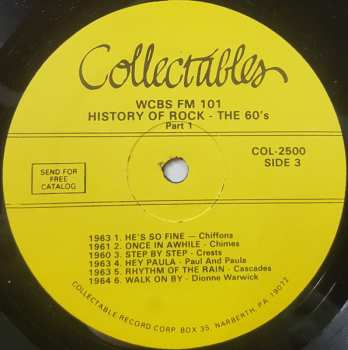 Collectables
WCBS FM 101
HISTORY OF ROCK - THE 60's
Part 1
SEND FOR
FREE
CATALOG
COL-2500
SIDE 3
1963 1. HE'S SO FINE — Chiffons
1961 2. ONCE IN AWHILE - Chimes
1960 3. STEP BY STEP - Crests
1963 4. HEY PAULA - Paul And Paula
1963 5. RHYTHM OF THE RAIN - Cascades
1964 6. WALK ON BY - Dionne Warwick
COLLECTABLE RECORD CORP. BOX 35, NARBERTH, PA. 19072